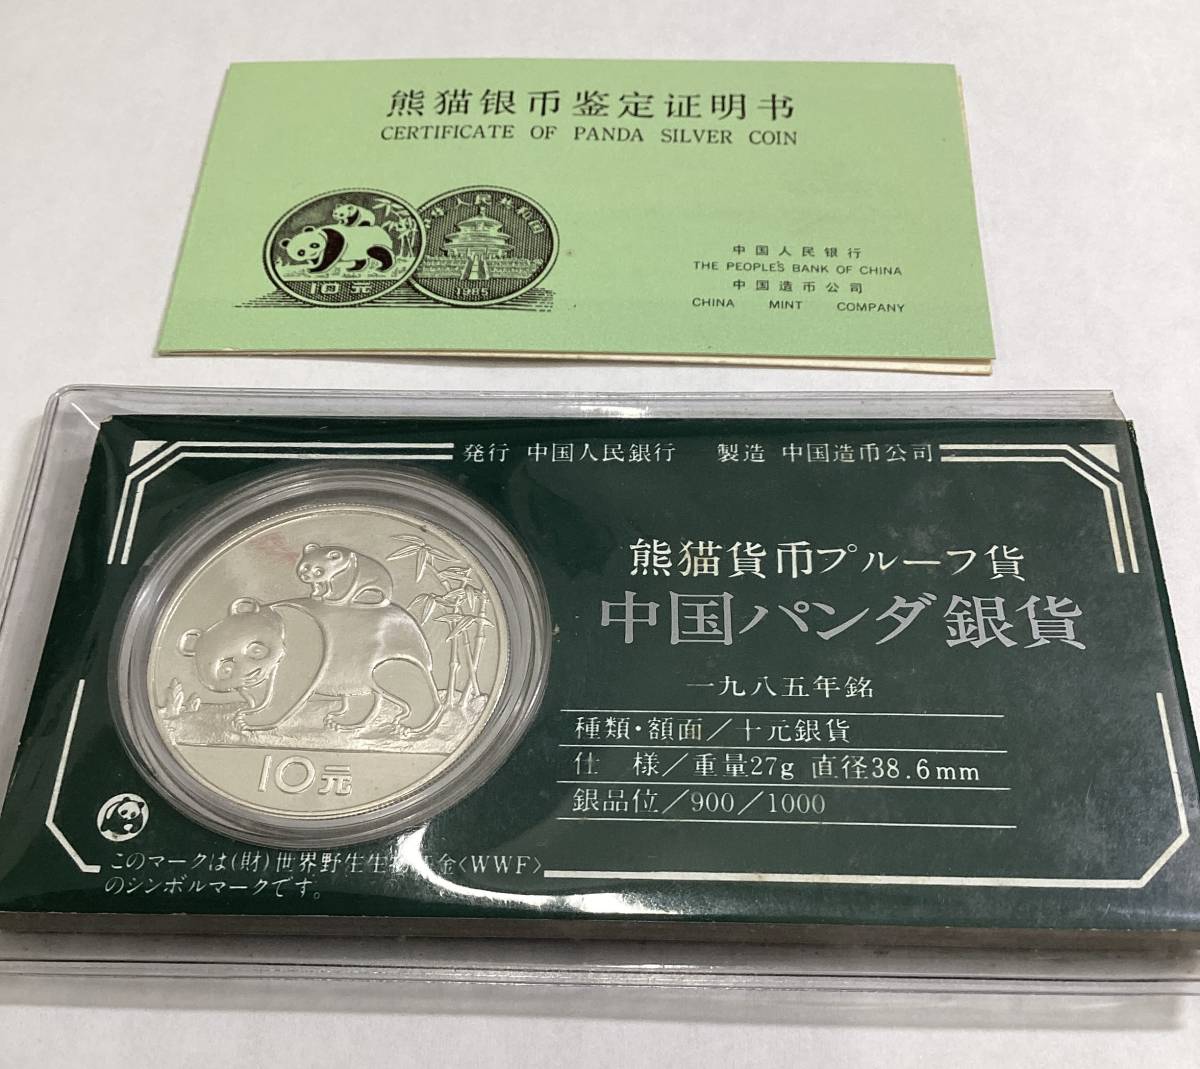 熊猫银币鉴定证明书
CERTIFICATE OF PANDA SILVER COIN
10元
1985
中国人民银行
THE PEOPLE'S BANK OF CHINA
中国造币公司
CHINA MINT COMPANY
発行 中国人民銀行 製造 中国造币公司
熊猫貨币プルーフ貨
中国パンダ銀貨
一九八五年銘
種類・額面／十元銀貨
仕様／重量27g 直径38.6mm
銀品位／900／1000
10元
このマークは(財)世界野生生物基金〈WWF〉
のシンボルマークです。